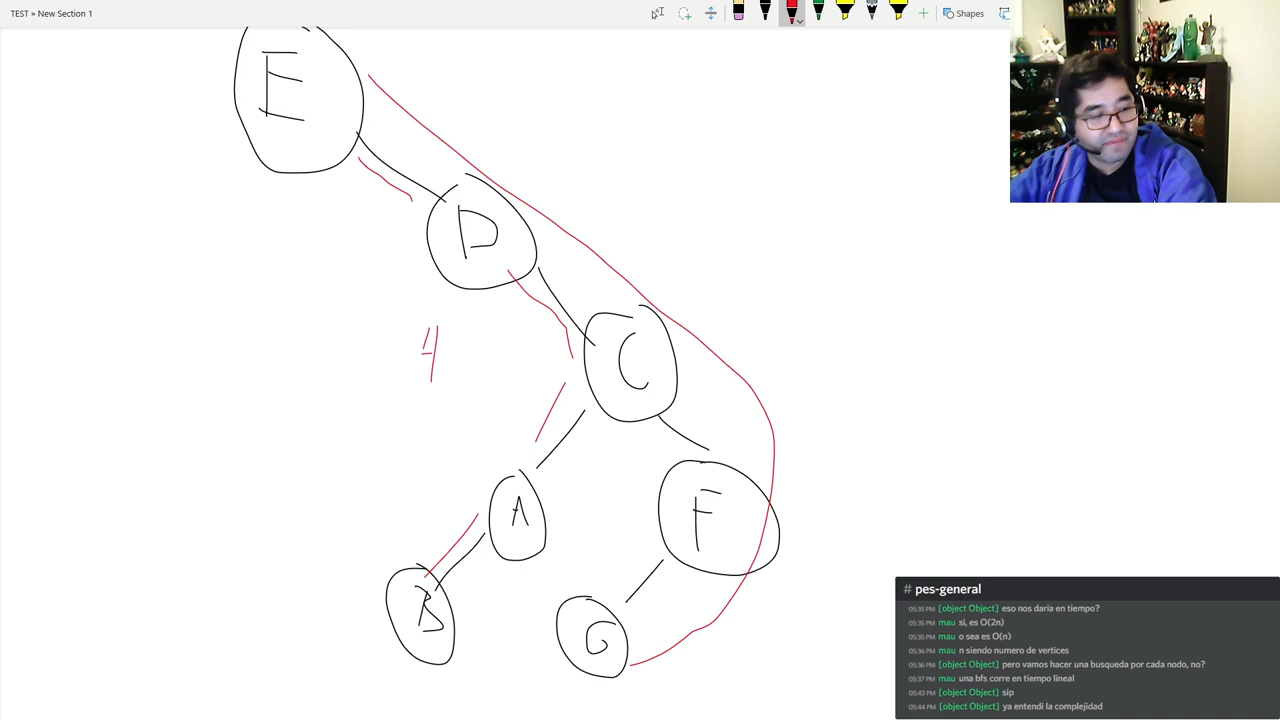 TEST » New Section 1
Shapes
E
D
4
C
A
F
B
G
# pes-general
05:35 PM [object Object] eso nos daria en tiempo?
05:35 PM mau si, es O(2n)
05:35 PM mau o sea es O(n)
05:36 PM mau n siendo numero de vertices
05:36 PM [object Object] pero vamos hacer una busqueda por cada nodo, no?
05:37 PM mau una bfs corre en tiempo lineal
05:43 PM [object Object] sip
05:44 PM [object Object] ya entendi la complejidad